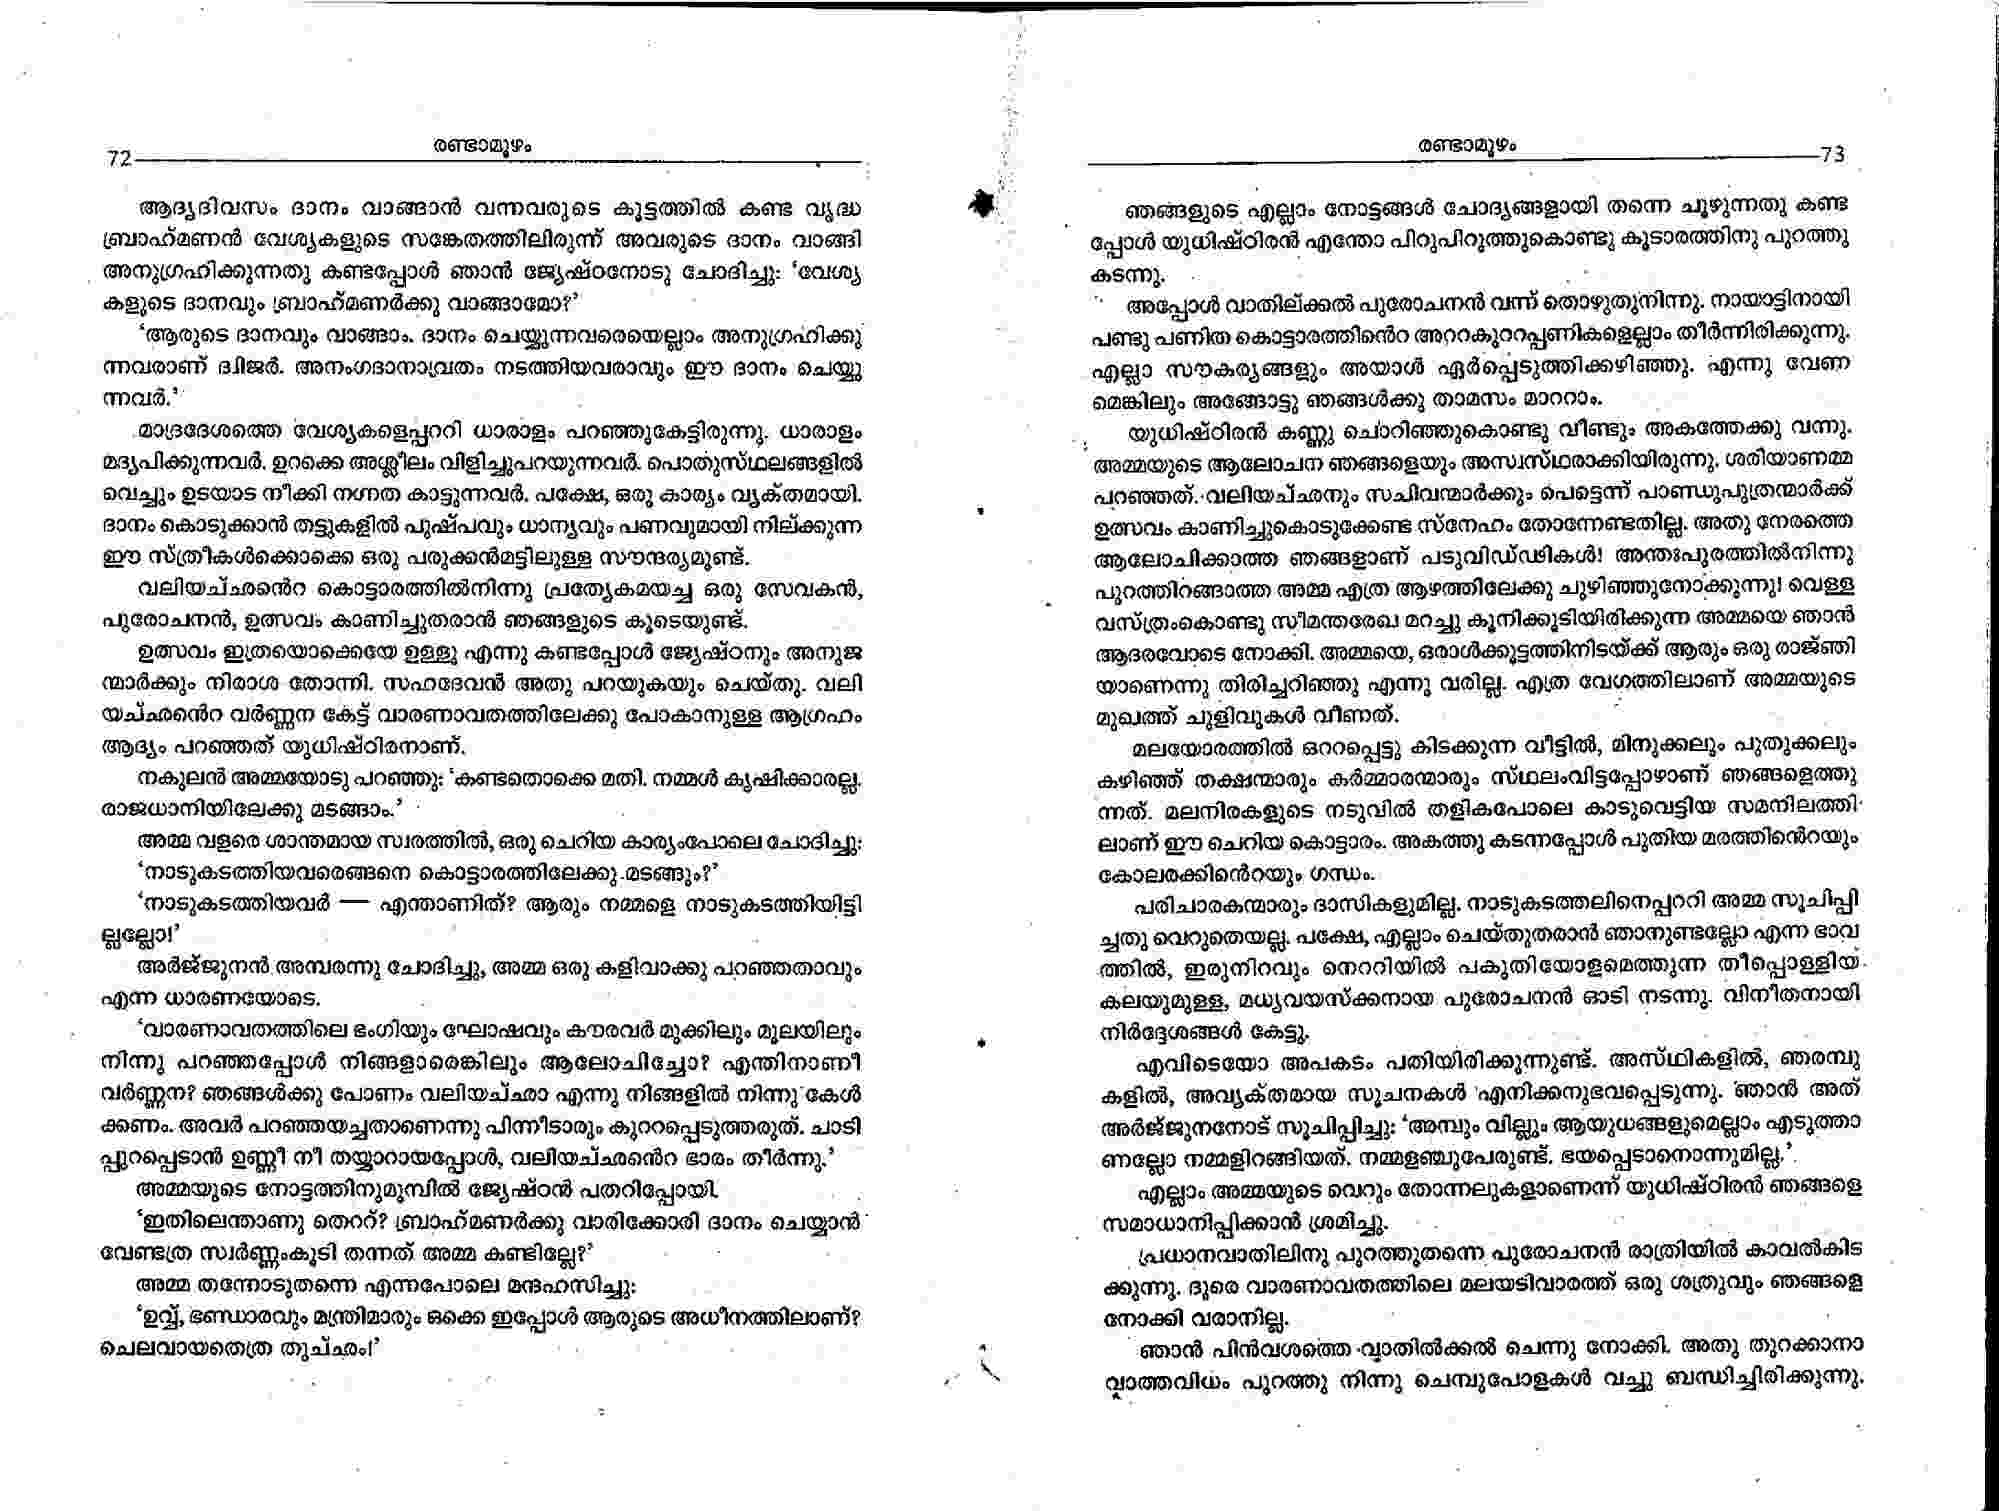 72
രണ്ടാമൂഴം
ആദ്യദിവസം ദാനം വാങ്ങാൻ വന്നവരുടെ കൂട്ടത്തിൽ കണ്ട വൃദ്ധ
ബ്രാഹ്മണൻ വേശ്യകളുടെ സങ്കേതത്തിലിരുന്ന് അവരുടെ ദാനം വാങ്ങി
അനുഗ്രഹിക്കുന്നതു കണ്ടപ്പോൾ ഞാൻ ജ്യേഷ്ഠനോടു ചോദിച്ചു: ‘വേശ്യ
കളുടെ ദാനവും ബ്രാഹ്മണർക്കു വാങ്ങാമോ?’
‘ആരുടെ ദാനവും വാങ്ങാം. ദാനം ചെയ്യുന്നവരെയെല്ലാം അനുഗ്രഹിക്കു
ന്നവരാണ് ദ്വിജർ. അനംഗദാനാവ്രതം നടത്തിയവരാവും ഈ ദാനം ചെയ്യു
ന്നവർ.’
മാദ്രദേശത്തെ വേശ്യകളെപ്പററി ധാരാളം പറഞ്ഞുകേട്ടിരുന്നു. ധാരാളം
മദ്യപിക്കുന്നവർ. ഉറക്കെ അശ്ലീലം വിളിച്ചുപറയുന്നവർ. പൊതുസ്ഥലങ്ങളിൽ
വെച്ചും ഉടയാട നീക്കി നഗ്നത കാട്ടുന്നവർ. പക്ഷേ, ഒരു കാര്യം വ്യക്തമായി.
ദാനം കൊടുക്കാൻ തട്ടുകളിൽ പുഷ്പവും ധാന്യവും പണവുമായി നില്ക്കുന്ന
ഈ സ്ത്രീകൾക്കൊക്കെ ഒരു പരുക്കൻമട്ടിലുള്ള സൗന്ദര്യമുണ്ട്.
വലിയച്ഛൻെറ കൊട്ടാരത്തിൽനിന്നു പ്രത്യേകമയച്ച ഒരു സേവകൻ,
പുരോചനൻ, ഉത്സവം കാണിച്ചുതരാൻ ഞങ്ങളുടെ കൂടെയുണ്ട്.
ഉത്സവം ഇത്രയൊക്കെയേ ഉള്ളൂ എന്നു കണ്ടപ്പോൾ ജ്യേഷ്ഠനും അനുജ
ന്മാർക്കും നിരാശ തോന്നി. സഹദേവൻ അതു പറയുകയും ചെയ്തു. വലി
യച്ഛൻെറ വർണ്ണന കേട്ട് വാരണാവതത്തിലേക്കു പോകാനുള്ള ആഗ്രഹം
ആദ്യം പറഞ്ഞത് യുധിഷ്ഠിരനാണ്.
നകുലൻ അമ്മയോടു പറഞ്ഞു: ‘കണ്ടതൊക്കെ മതി. നമ്മൾ കൃഷിക്കാരല്ല.
രാജധാനിയിലേക്കു മടങ്ങാം.’
അമ്മ വളരെ ശാന്തമായ സ്വരത്തിൽ, ഒരു ചെറിയ കാര്യംപോലെ ചോദിച്ചു:
‘നാടുകടത്തിയവരെങ്ങനെ കൊട്ടാരത്തിലേക്കു മടങ്ങും?’
‘നാടുകടത്തിയവർ — എന്താണിത്? ആരും നമ്മളെ നാടുകടത്തിയിട്ടി
ല്ലല്ലോ!’
അർജ്ജുനൻ അമ്പരന്നു ചോദിച്ചു, അമ്മ ഒരു കളിവാക്കു പറഞ്ഞതാവും
എന്ന ധാരണയോടെ.
‘വാരണാവതത്തിലെ ഭംഗിയും ഘോഷവും കൗരവർ മുക്കിലും മൂലയിലും
നിന്നു പറഞ്ഞപ്പോൾ നിങ്ങളാരെങ്കിലും ആലോചിച്ചോ? എന്തിനാണീ
വർണ്ണന? ഞങ്ങൾക്കു പോണം വലിയച്ഛാ എന്നു നിങ്ങളിൽ നിന്നു കേൾ
ക്കണം. അവർ പറഞ്ഞയച്ചതാണെന്നു പിന്നീടാരും കുററപ്പെടുത്തരുത്. ചാടി
പ്പുറപ്പെടാൻ ഉണ്ണീ നീ തയ്യാറായപ്പോൾ, വലിയച്ഛൻെറ ഭാരം തീർന്നു.’
അമ്മയുടെ നോട്ടത്തിനുമുമ്പിൽ ജ്യേഷ്ഠൻ പതറിപ്പോയി.
‘ഇതിലെന്താണു തെററ്? ബ്രാഹ്മണർക്കു വാരിക്കോരി ദാനം ചെയ്യാൻ
വേണ്ടത്ര സ്വർണ്ണംകൂടി തന്നത് അമ്മ കണ്ടില്ലേ?’
അമ്മ തന്നോടുതന്നെ എന്നപോലെ മന്ദഹസിച്ചു:
‘ഉവ്വ്, ഭണ്ഡാരവും മന്ത്രിമാരും ഒക്കെ ഇപ്പോൾ ആരുടെ അധീനത്തിലാണ്?
ചെലവായതെത്ര തുച്ഛം!’
രണ്ടാമൂഴം
73
ഞങ്ങളുടെ എല്ലാം നോട്ടങ്ങൾ ചോദ്യങ്ങളായി തന്നെ ചൂഴുന്നതു കണ്ട
പ്പോൾ യുധിഷ്ഠിരൻ എന്തോ പിറുപിറുത്തുകൊണ്ടു കൂടാരത്തിനു പുറത്തു
കടന്നു.
അപ്പോൾ വാതില്ക്കൽ പുരോചനൻ വന്ന് തൊഴുതുനിന്നു. നായാട്ടിനായി
പണ്ടു പണിത കൊട്ടാരത്തിൻെറ അററകുററപ്പണികളെല്ലാം തീർന്നിരിക്കുന്നു.
എല്ലാ സൗകര്യങ്ങളും അയാൾ ഏർപ്പെടുത്തിക്കഴിഞ്ഞു. എന്നു വേണ
മെങ്കിലും അങ്ങോട്ടു ഞങ്ങൾക്കു താമസം മാററാം.
യുധിഷ്ഠിരൻ കണ്ണു ചൊറിഞ്ഞുകൊണ്ടു വീണ്ടും അകത്തേക്കു വന്നു.
അമ്മയുടെ ആലോചന ഞങ്ങളെയും അസ്വസ്ഥരാക്കിയിരുന്നു. ശരിയാണമ്മ
പറഞ്ഞത്. വലിയച്ഛനും സചിവന്മാർക്കും പെട്ടെന്ന് പാണ്ഡുപുത്രന്മാർക്ക്
ഉത്സവം കാണിച്ചുകൊടുക്കേണ്ട സ്നേഹം തോന്നേണ്ടതില്ല. അതു നേരത്തെ
ആലോചിക്കാത്ത ഞങ്ങളാണ് പടുവിഡ്ഢികൾ! അന്തഃപുരത്തിൽനിന്നു
പുറത്തിറങ്ങാത്ത അമ്മ എത്ര ആഴത്തിലേക്കു ചുഴിഞ്ഞുനോക്കുന്നു! വെള്ള
വസ്ത്രംകൊണ്ടു സീമന്തരേഖ മറച്ചു കൂനിക്കൂടിയിരിക്കുന്ന അമ്മയെ ഞാൻ
ആദരവോടെ നോക്കി. അമ്മയെ, ഒരാൾക്കൂട്ടത്തിനിടയ്ക്ക് ആരും ഒരു രാജ്ഞി
യാണെന്നു തിരിച്ചറിഞ്ഞു എന്നു വരില്ല. എത്ര വേഗത്തിലാണ് അമ്മയുടെ
മുഖത്ത് ചുളിവുകൾ വീണത്.
മലയോരത്തിൽ ഒററപ്പെട്ടു കിടക്കുന്ന വീട്ടിൽ, മിനുക്കലും പുതുക്കലും
കഴിഞ്ഞ് തക്ഷന്മാരും കർമ്മാരന്മാരും സ്ഥലംവിട്ടപ്പോഴാണ് ഞങ്ങളെത്തു
ന്നത്. മലനിരകളുടെ നടുവിൽ തളികപോലെ കാടുവെട്ടിയ സമനിലത്തി
ലാണ് ഈ ചെറിയ കൊട്ടാരം. അകത്തു കടന്നപ്പോൾ പുതിയ മരത്തിൻെറയും
കോലരക്കിൻെറയും ഗന്ധം.
പരിചാരകന്മാരും ദാസികളുമില്ല. നാടുകടത്തലിനെപ്പററി അമ്മ സൂചിപ്പി
ച്ചതു വെറുതെയല്ല. പക്ഷേ, എല്ലാം ചെയ്തുതരാൻ ഞാനുണ്ടല്ലോ എന്ന ഭാവ
ത്തിൽ, ഇരുനിറവും നെററിയിൽ പകുതിയോളമെത്തുന്ന തീപ്പൊള്ളിയ
കലയുമുള്ള, മധ്യവയസ്ക്കനായ പുരോചനൻ ഓടി നടന്നു. വിനീതനായി
നിർദ്ദേശങ്ങൾ കേട്ടു.
എവിടെയോ അപകടം പതിയിരിക്കുന്നുണ്ട്. അസ്ഥികളിൽ, ഞരമ്പു
കളിൽ, അവ്യക്തമായ സൂചനകൾ എനിക്കനുഭവപ്പെടുന്നു. ഞാൻ അത്
അർജ്ജുനനോട് സൂചിപ്പിച്ചു: ‘അമ്പും വില്ലും ആയുധങ്ങളുമെല്ലാം എടുത്താ
ണല്ലോ നമ്മളിറങ്ങിയത്. നമ്മളഞ്ചുപേരുണ്ട്. ഭയപ്പെടാനൊന്നുമില്ല.’
എല്ലാം അമ്മയുടെ വെറും തോന്നലുകളാണെന്ന് യുധിഷ്ഠിരൻ ഞങ്ങളെ
സമാധാനിപ്പിക്കാൻ ശ്രമിച്ചു.
പ്രധാനവാതിലിനു പുറത്തുതന്നെ പുരോചനൻ രാത്രിയിൽ കാവൽകിട
ക്കുന്നു. ദൂരെ വാരണാവതത്തിലെ മലയടിവാരത്ത് ഒരു ശത്രുവും ഞങ്ങളെ
നോക്കി വരാനില്ല.
ഞാൻ പിൻവശത്തെ വാതിൽക്കൽ ചെന്നു നോക്കി. അതു തുറക്കാനാ
വാത്തവിധം പുറത്തു നിന്നു ചെമ്പുപോളകൾ വച്ചു ബന്ധിച്ചിരിക്കുന്നു.